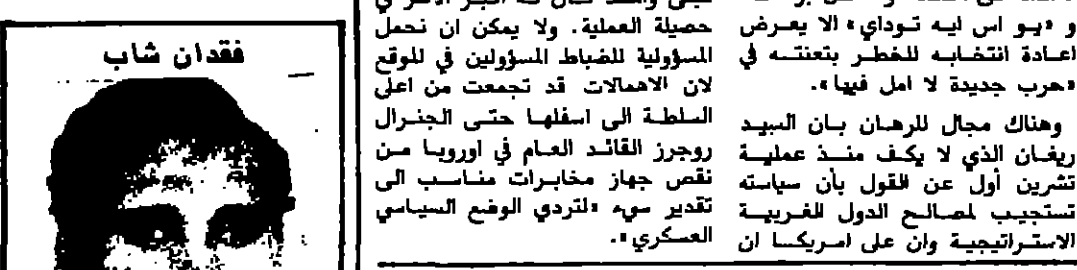 و «يو اس ايه توداي» الا يعرض
اعادة انتخابه للخطر بتعنته في
«حرب جديدة لا امل فيها».
وهناك مجال للرهان بان السيد
ريغان الذي لا يكف منذ عملية
تشرين أول عن القول بأن سياسته
تستجيب لمصالح الدول الغربية
الاستراتيجية وان على امريكا ان
حصيلة العملية. ولا يمكن ان نحمل
المسؤولية للضباط المسؤولين في الموقع
لان الاهمالات قد تجمعت من اعلى
السلطة الى اسفلها حتى الجنرال
روجرز القائد العام في اوروبا من
نقص جهاز مخابرات مناسب الى
تقدير سيء «لتردي الوضع السياسي
العسكري».
فقدان شاب